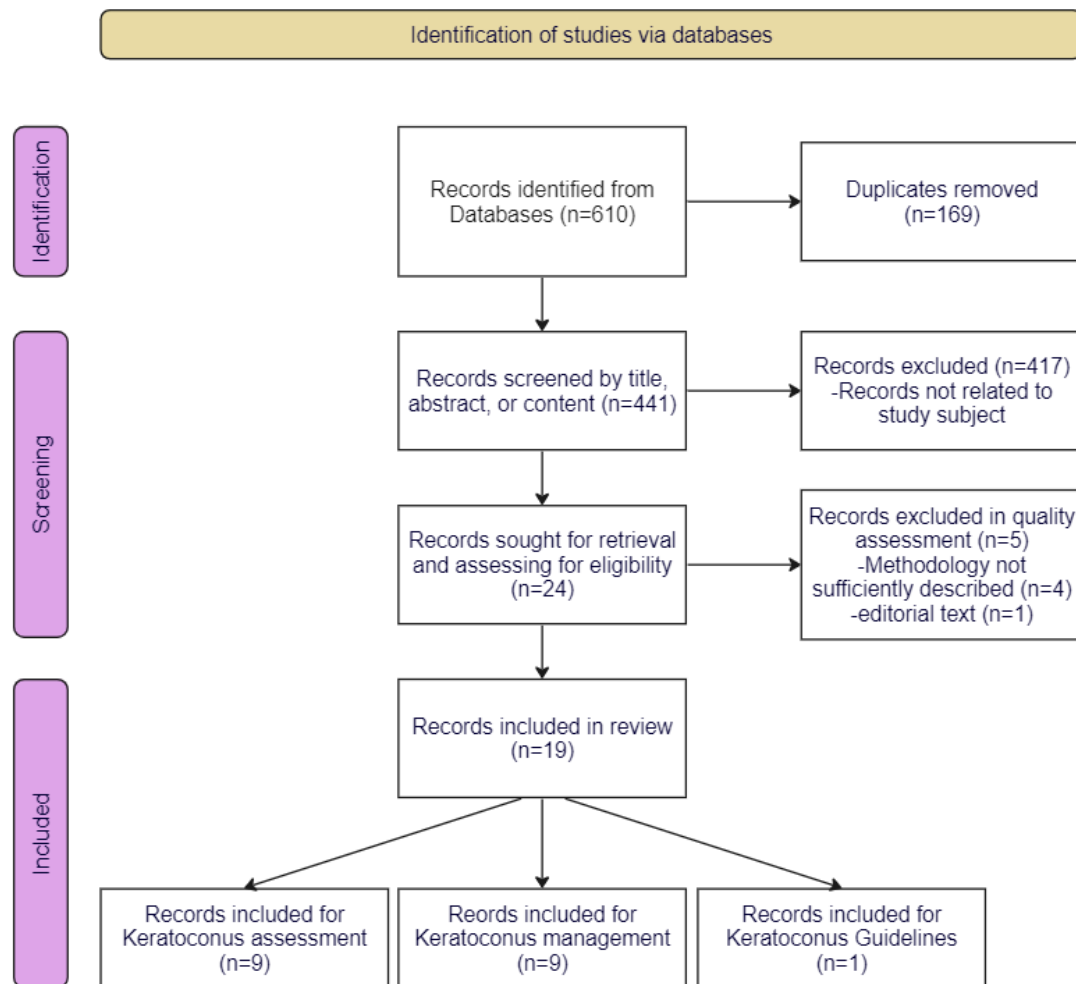 Identification of studies via databases
Identification
Records identified from
Databases (n=610)
Duplicates removed
(n=169)
Screening
Records screened by title,
abstract, or content (n=441)
Records excluded (n=417)
-Records not related to
study subject
Records sought for retrieval
and assessing for eligibility
(n=24)
Records excluded in quality
assessment (n=5)
-Methodology not
sufficiently described (n=4)
-editorial text (n=1)
Included
Records included in review
(n=19)
Records included for
Keratoconus assessment
(n=9)
Reords included for
Keratoconus management
(n=9)
Records included for
Keratoconus Guidelines
(n=1)